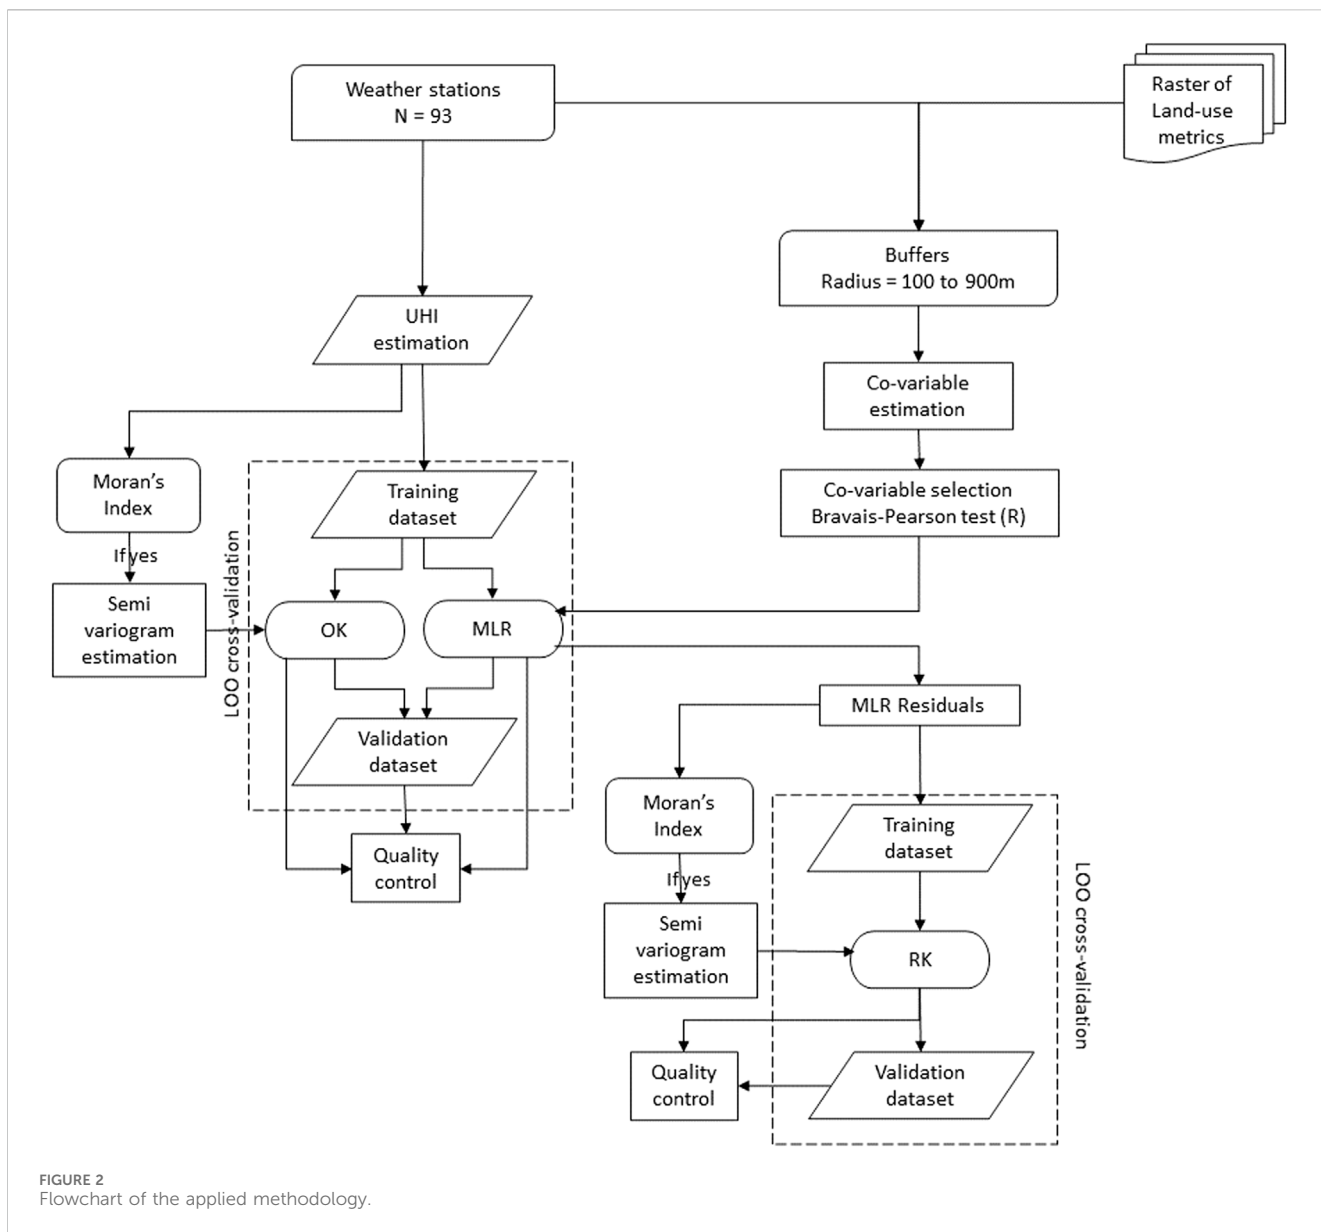 Weather stations
N = 93
Raster of
Land-use
metrics
Buffers
Radius = 100 to 900m
UHI
estimation
Co-variable
estimation
Moran's
Index
Training
dataset
Co-variable selection
Bravais-Pearson test (R)
If yes
LOO cross-validation
Semi
variogram
estimation
OK
MLR
MLR Residuals
Validation
dataset
Moran's
Index
Training
dataset
Quality
control
If yes
LOO cross-validation
Semi
variogram
estimation
RK
Quality
control
Validation
dataset
FIGURE 2
Flowchart of the applied methodology.